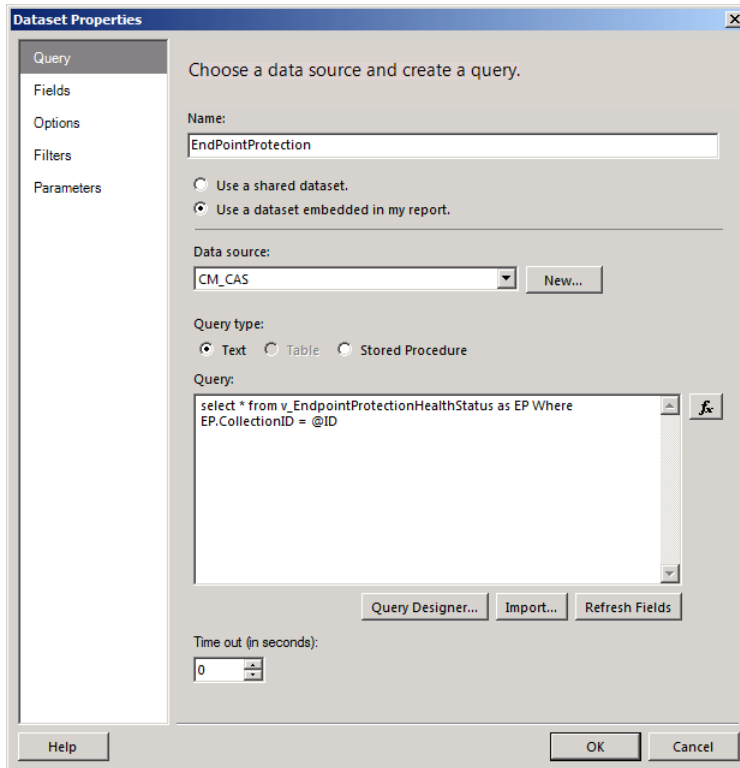 Dataset Properties
Query
Fields
Options
Filters
Parameters
Choose a data source and create a query.
Name:
EndPointProtection
Use a shared dataset.
Use a dataset embedded in my report.
Data source:
CM_CAS
New...
Query type:
Text Table Stored Procedure
Query:
select * from v_EndpointProtectionHealthStatus as EP Where
EP.CollectionID = @ID
fx
Query Designer... Import... Refresh Fields
Time out (in seconds):
0
Help OK Cancel